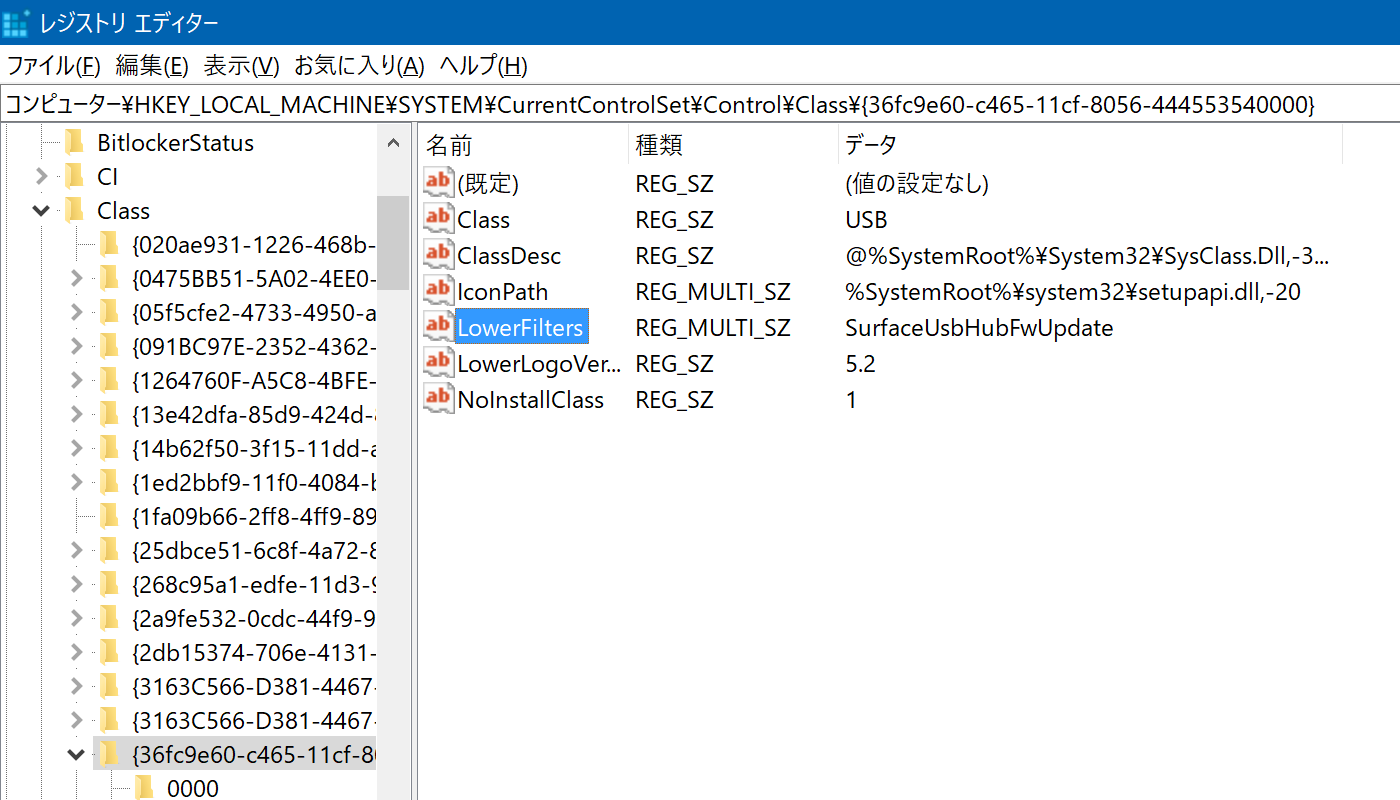 レジストリ エディター
ファイル(F) 編集(E) 表示(V) お気に入り(A) ヘルプ(H)
コンピューター¥HKEY_LOCAL_MACHINE¥SYSTEM¥CurrentControlSet¥Control¥Class¥{36fc9e60-c465-11cf-8056-444553540000}
BitlockerStatus
CI
Class
{020ae931-1226-468b-
{0475BB51-5A02-4EE0-
{05f5cfe2-4733-4950-a
{091BC97E-2352-4362-
{1264760F-A5C8-4BFE-
{13e42dfa-85d9-424d-
{14b62f50-3f15-11dd-a
{1ed2bbf9-11f0-4084-b
{1fa09b66-2ff8-4ff9-89
{25dbce51-6c8f-4a72-8
{268c95a1-edfe-11d3-9
{2a9fe532-0cdc-44f9-9
{2db15374-706e-4131-
{3163C566-D381-4467-
{3163C566-D381-4467-
{36fc9e60-c465-11cf-80
0000
名前 種類 データ
(既定) REG_SZ (値の設定なし)
Class REG_SZ USB
ClassDesc REG_SZ @%SystemRoot%¥System32¥SysClass.Dll,-3...
IconPath REG_MULTI_SZ %SystemRoot%¥system32¥setupapi.dll,-20
LowerFilters REG_MULTI_SZ SurfaceUsbHubFwUpdate
LowerLogoVer... REG_SZ 5.2
NoInstallClass REG_SZ 1